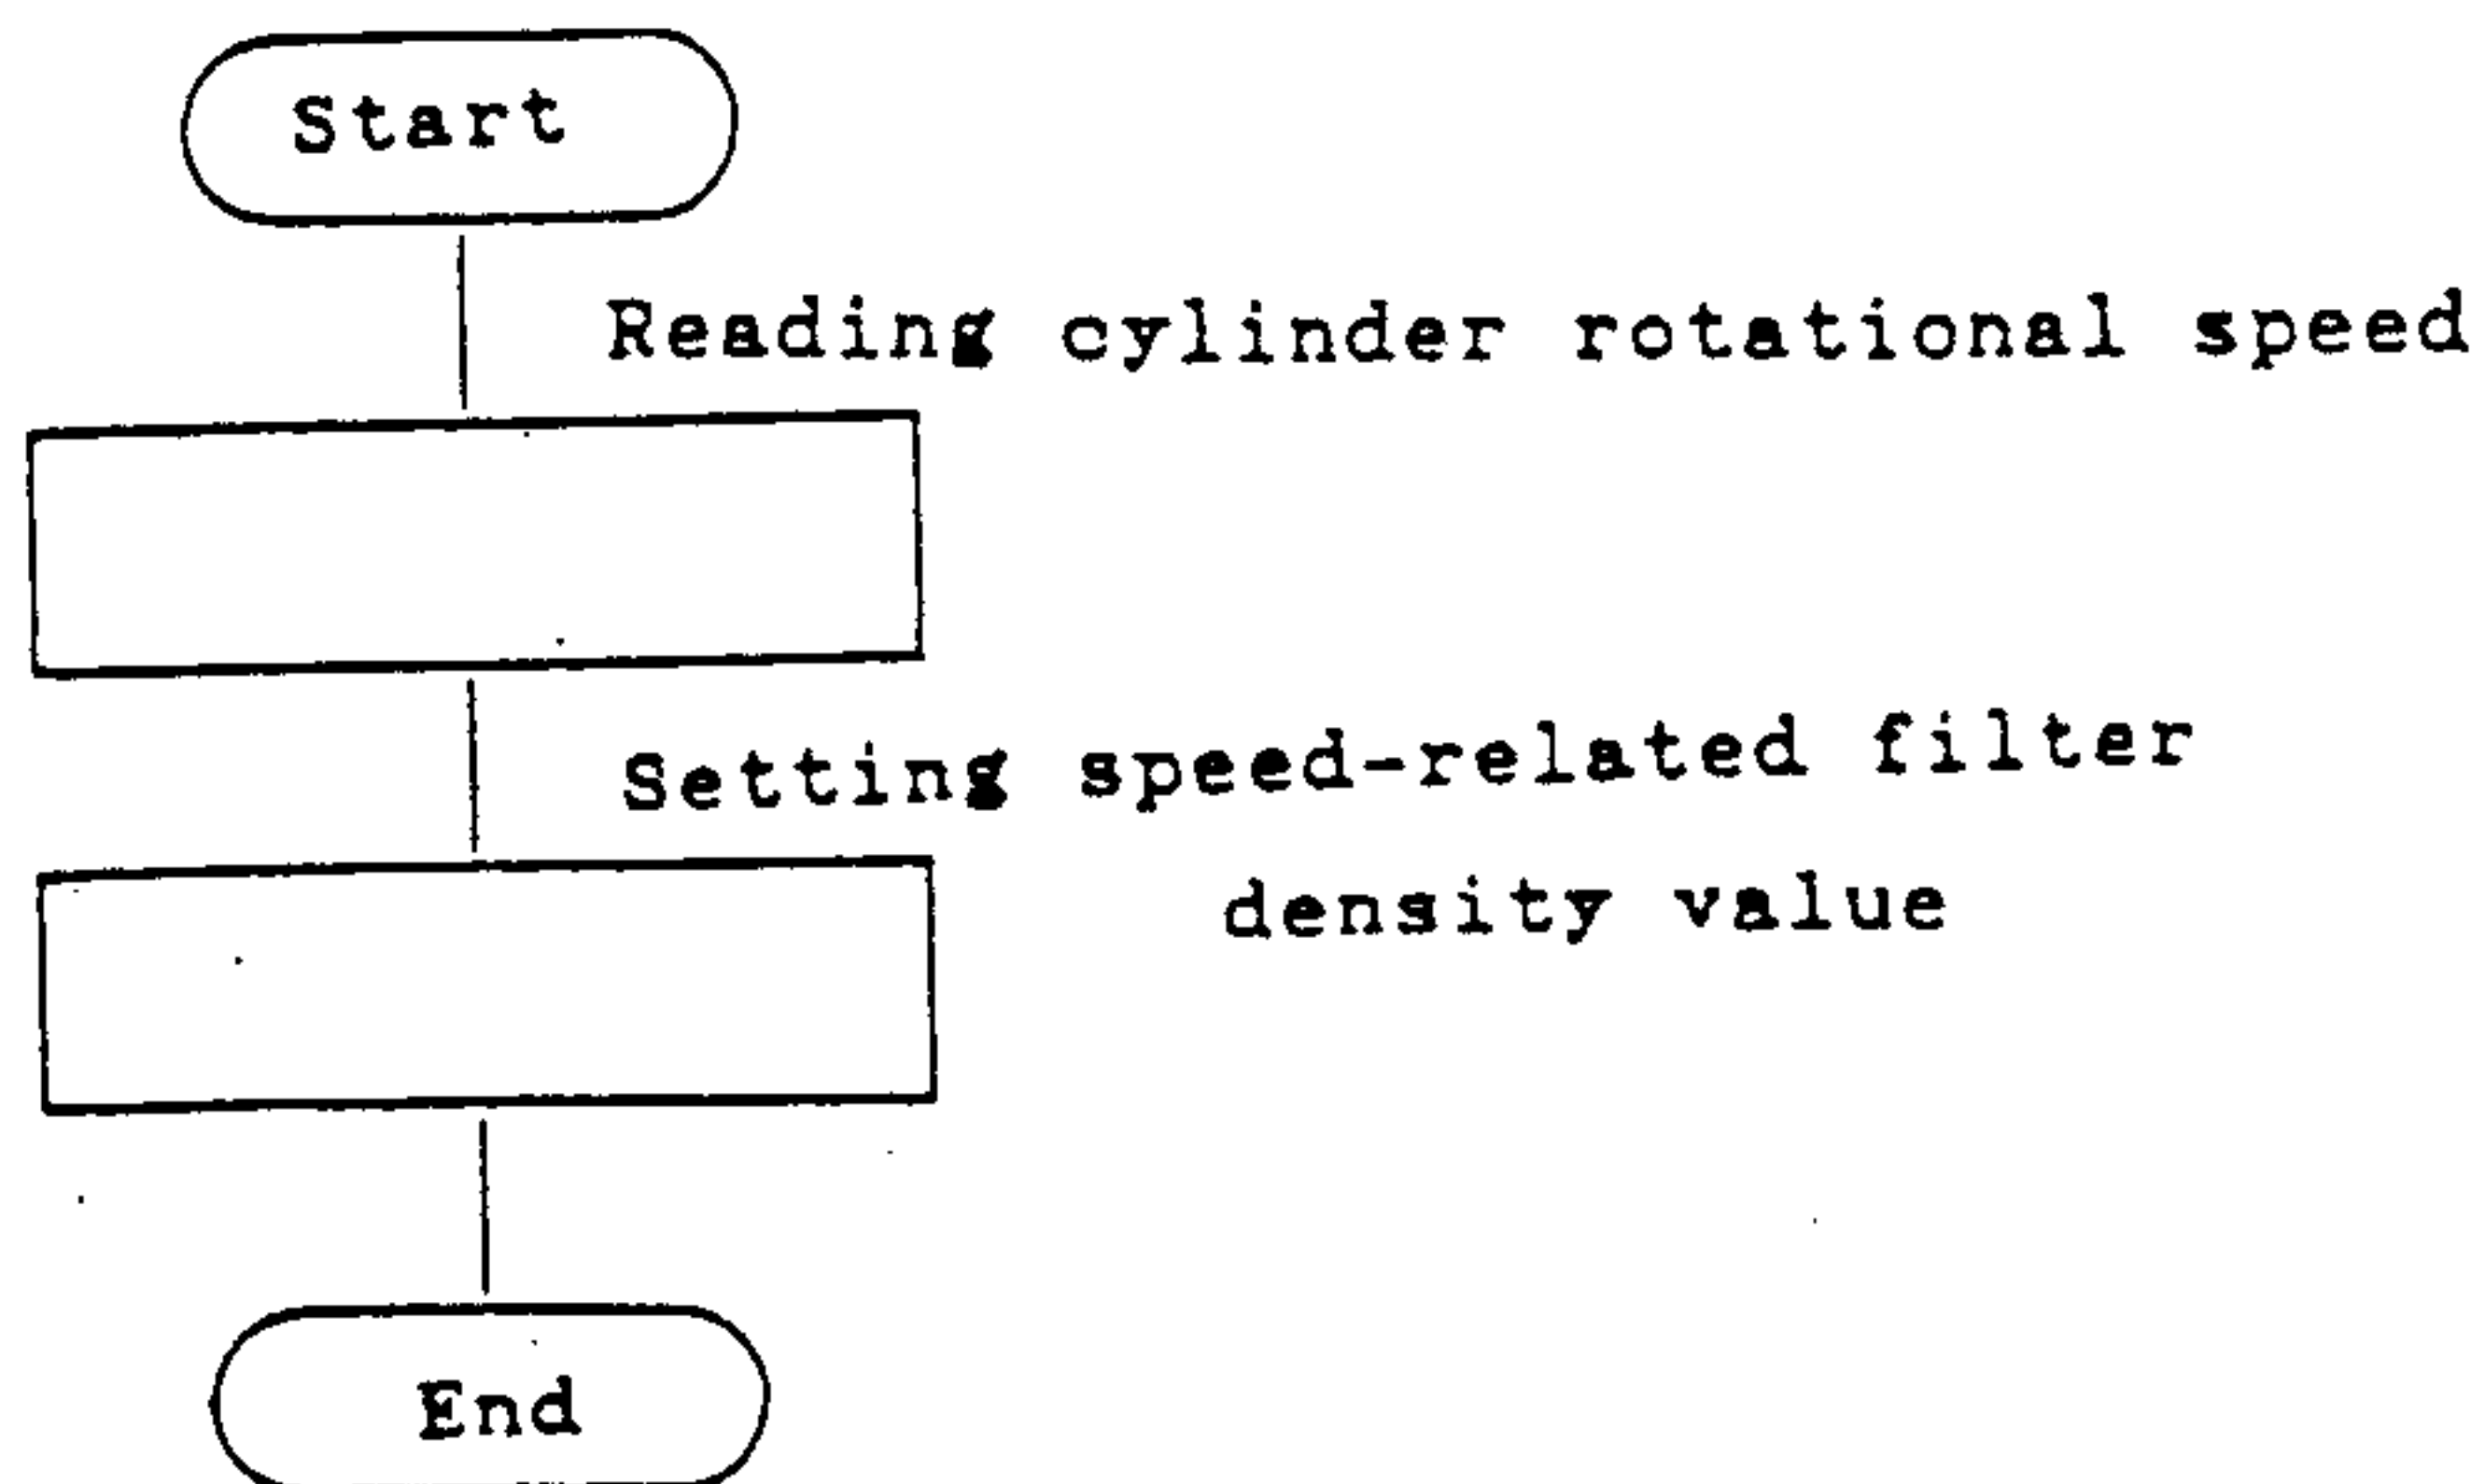 Start
Reading cylinder rotational speed
Setting speed-related filter
density value
End